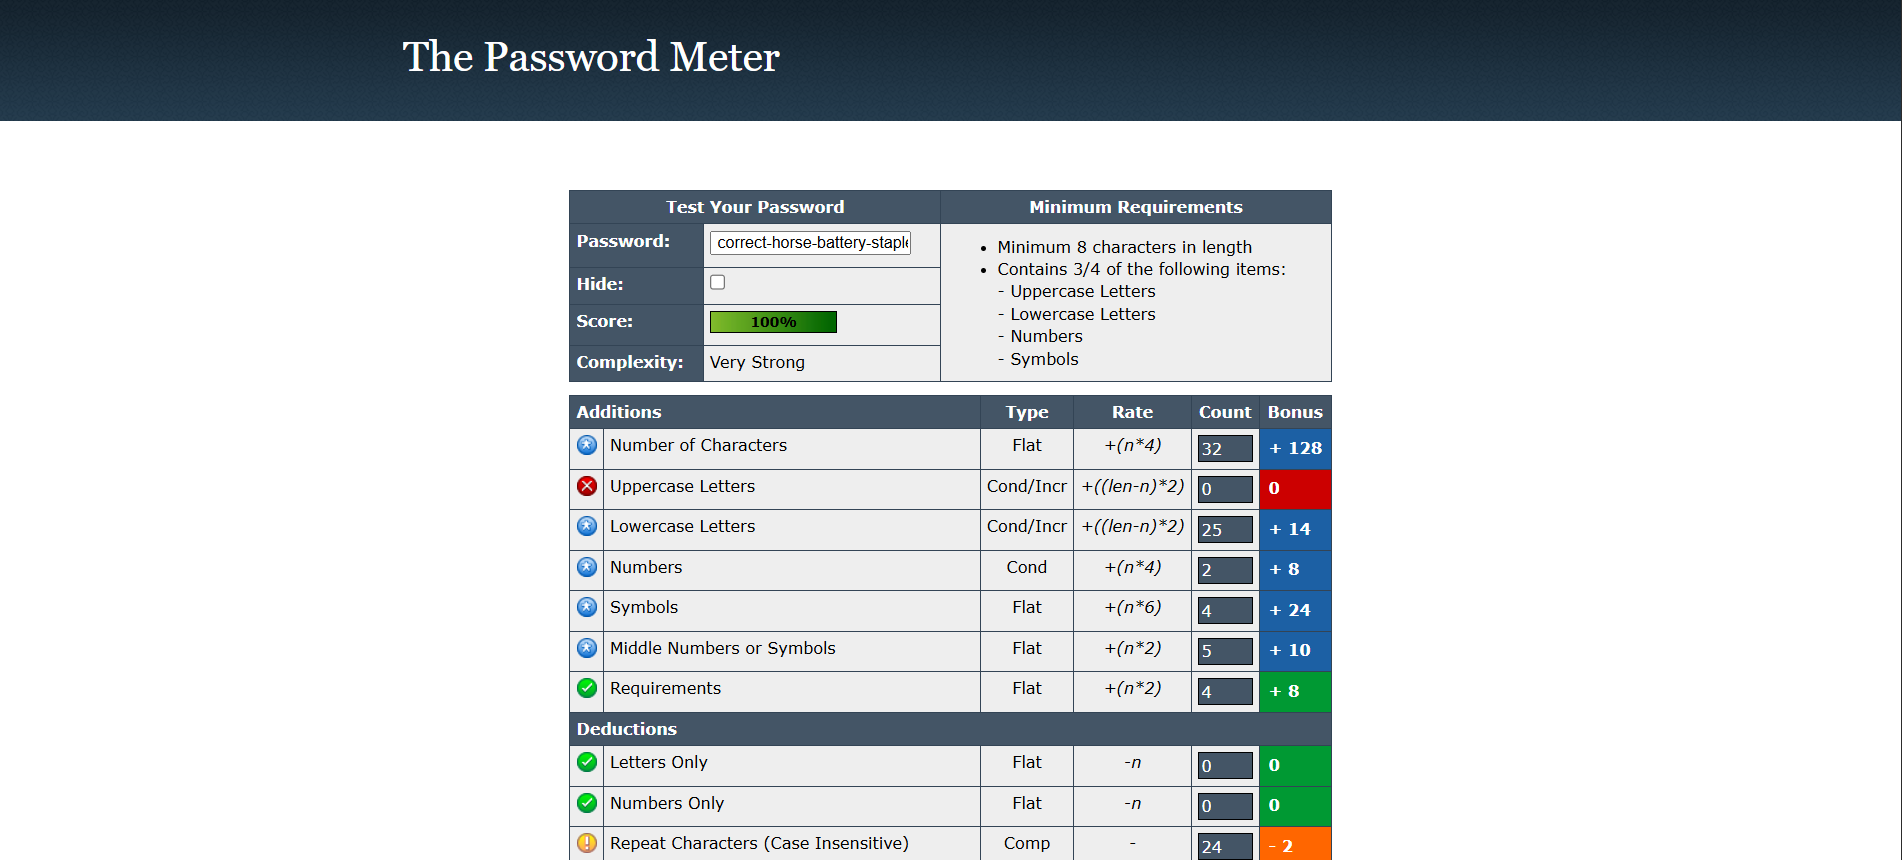 The Password Meter
Test Your Password Minimum Requirements
Password: correct-horse-battery-staple
Hide:
Score: 100%
Complexity: Very Strong
• Minimum 8 characters in length
• Contains 3/4 of the following items:
- Uppercase Letters
- Lowercase Letters
- Numbers
- Symbols
Additions Type Rate Count Bonus
Number of Characters Flat +(n*4) 32 + 128
Uppercase Letters Cond/Incr +((len-n)*2) 0 0
Lowercase Letters Cond/Incr +((len-n)*2) 25 + 14
Numbers Cond +(n*4) 2 + 8
Symbols Flat +(n*6) 4 + 24
Middle Numbers or Symbols Flat +(n*2) 5 + 10
Requirements Flat +(n*2) 4 + 8
Deductions
Letters Only Flat -n 0 0
Numbers Only Flat -n 0 0
Repeat Characters (Case Insensitive) Comp - 24 - 2